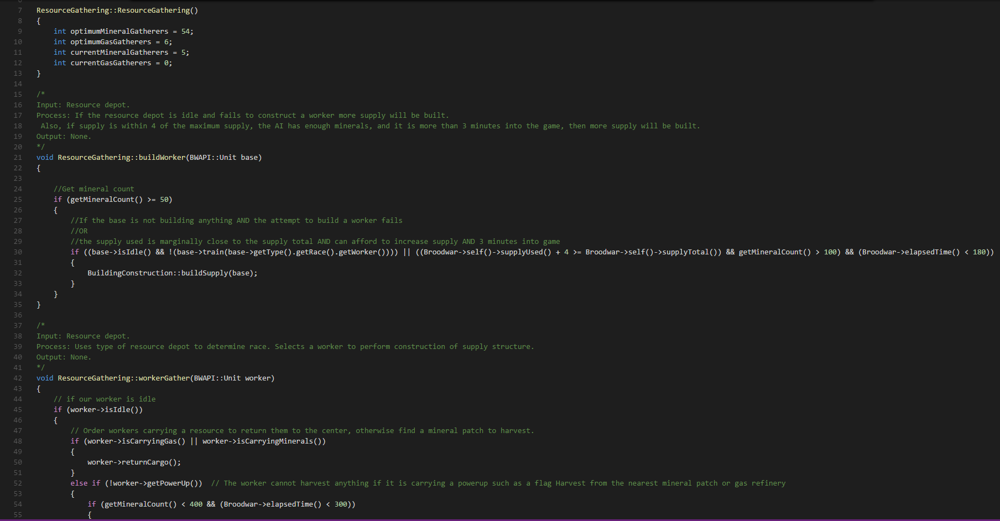 7 ResourceGathering::ResourceGathering()
8 {
9 int optimumMineralGatherers = 54;
10 int optimumGasGatherers = 6;
11 int currentMineralGatherers = 5;
12 int currentGasGatherers = 0;
13 }
14
15 /*
16 Input: Resource depot.
17 Process: If the resource depot is idle and fails to construct a worker more supply will be built.
18 Also, if supply is within 4 of the maximum supply, the AI has enough minerals, and it is more than 3 minutes into the game, then more supply will be built.
19 Output: None.
20 */
21 void ResourceGathering::buildWorker(BWAPI::Unit base)
22 {
23
24 //Get mineral count
25 if (getMineralCount() >= 50)
26 {
27 //If the base is not building anything AND the attempt to build a worker fails
28 //OR
29 //the supply used is marginally close to the supply total AND can afford to increase supply AND 3 minutes into game
30 if ((base->isIdle() && !(base->train(base->getType().getRace().getWorker()))) || ((Broodwar->self()->supplyUsed() + 4 >= Broodwar->self()->supplyTotal()) && getMineralCount() > 100) && (Broodwar->elapsedTime() < 180))
31 {
32 BuildingConstruction::buildSupply(base);
33 }
34 }
35 }
36
37 /*
38 Input: Resource depot.
39 Process: Uses type of resource depot to determine race. Selects a worker to perform construction of supply structure.
40 Output: None.
41 */
42 void ResourceGathering::workerGather(BWAPI::Unit worker)
43 {
44 // if our worker is idle
45 if (worker->isIdle())
46 {
47 // Order workers carrying a resource to return them to the center, otherwise find a mineral patch to harvest.
48 if (worker->isCarryingGas() || worker->isCarryingMinerals())
49 {
50 worker->returnCargo();
51 }
52 else if (!worker->getPowerUp()) // The worker cannot harvest anything if it is carrying a powerup such as a flag Harvest from the nearest mineral patch or gas refinery
53 {
54 if (getMineralCount() < 400 && (Broodwar->elapsedTime() < 300))
55 {